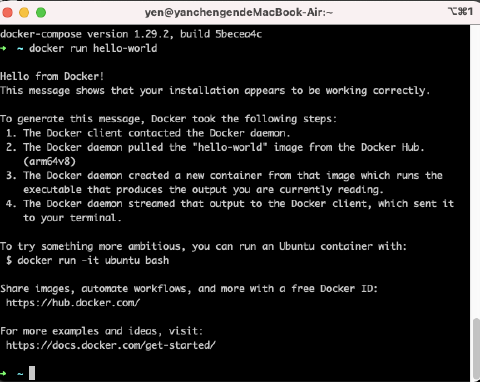 yen@yanchengendeMacBook-Air:~
⌥⌘1
docker-compose version 1.29.2, build 5becea4c
➜  ~ docker run hello-world
Hello from Docker!
This message shows that your installation appears to be working correctly.
To generate this message, Docker took the following steps:
 1. The Docker client contacted the Docker daemon.
 2. The Docker daemon pulled the "hello-world" image from the Docker Hub.
    (arm64v8)
 3. The Docker daemon created a new container from that image which runs the
    executable that produces the output you are currently reading.
 4. The Docker daemon streamed that output to the Docker client, which sent it
    to your terminal.
To try something more ambitious, you can run an Ubuntu container with:
 $ docker run -it ubuntu bash
Share images, automate workflows, and more with a free Docker ID:
 https://hub.docker.com/
For more examples and ideas, visit:
 https://docs.docker.com/get-started/
➜  ~